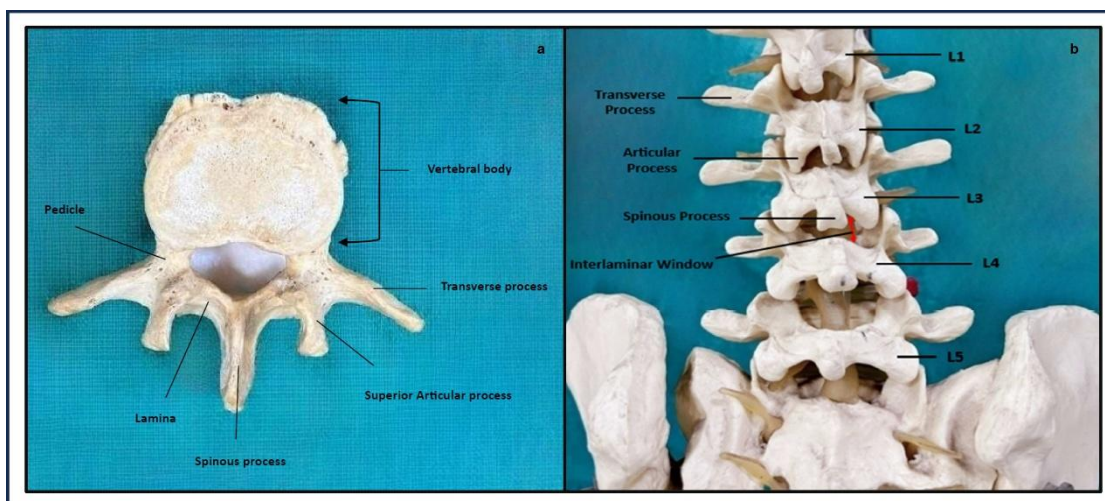 a
Vertebral body
Pedicle
Transverse process
Superior Articular process
Lamina
Spinous process
b
L1
Transverse
Process
L2
Articular
Process
L3
Spinous Process
Interlaminar Window
L4
L5